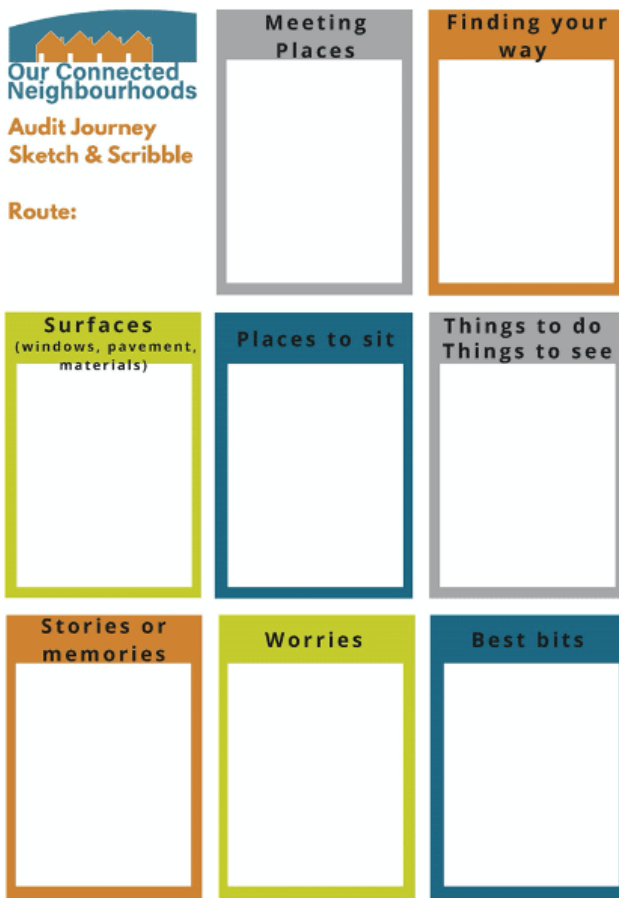 Our Connected
Neighbourhoods
Audit Journey
Sketch & Scribble
Route:
Meeting
Places
Finding your
way
Surfaces
(windows, pavement,
materials)
Places to sit
Things to do
Things to see
Stories or
memories
Worries
Best bits